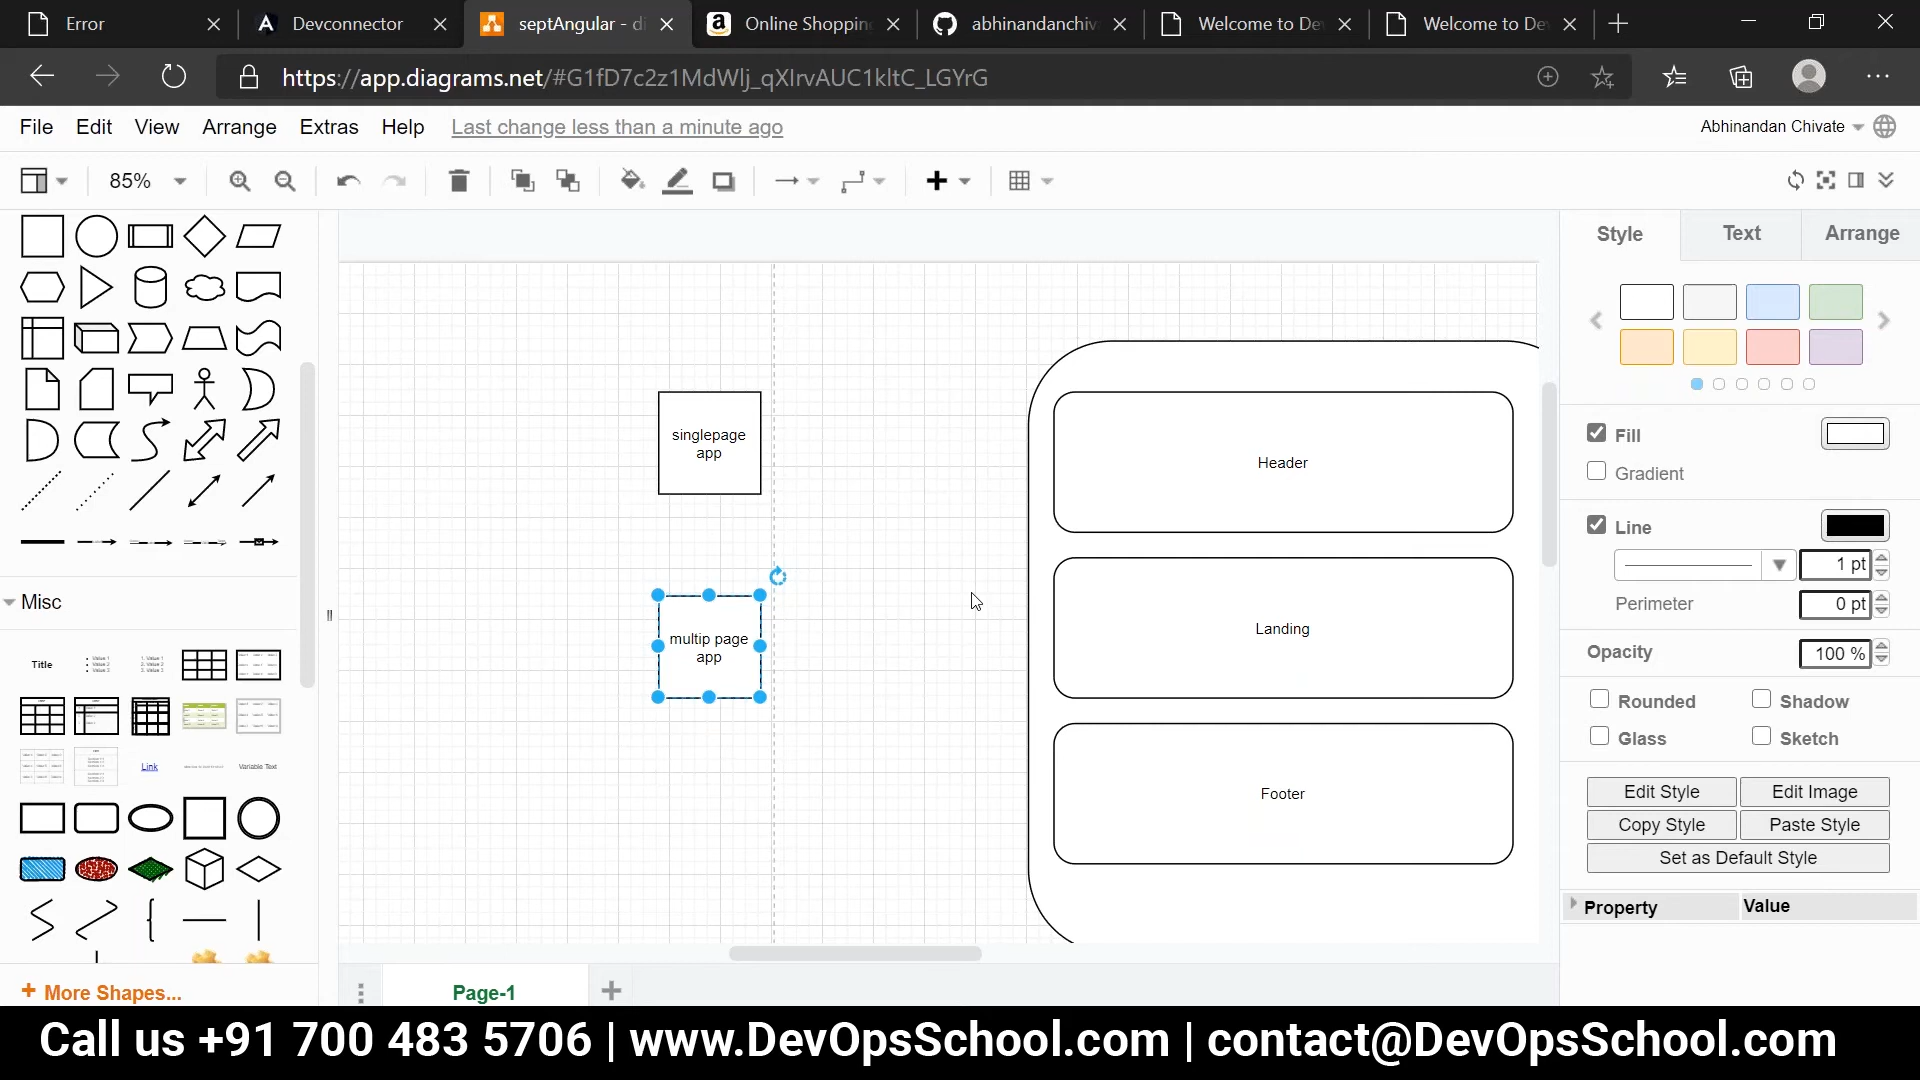 Error
Devconnector
septAngular - di
Online Shopping
abhinandanchiv
Welcome to De
Welcome to De
https://app.diagrams.net/#G1fD7c2z1MdWlj_qXIrvAUC1kltC_LGYrG
File Edit View Arrange Extras Help Last change less than a minute ago
Abhinandan Chivate
85%
Style Text Arrange
singlepage
app
Header
Fill
Gradient
Line
1 pt
Perimeter 0 pt
Misc
multip page
app
Landing
Opacity 100 %
Title
Rounded Shadow
Glass Sketch
Link
Variable Text
Footer
Edit Style Edit Image
Copy Style Paste Style
Set as Default Style
Property Value
+ More Shapes...
Page-1
Call us +91 700 483 5706 | www.DevOpsSchool.com | contact@DevOpsSchool.com